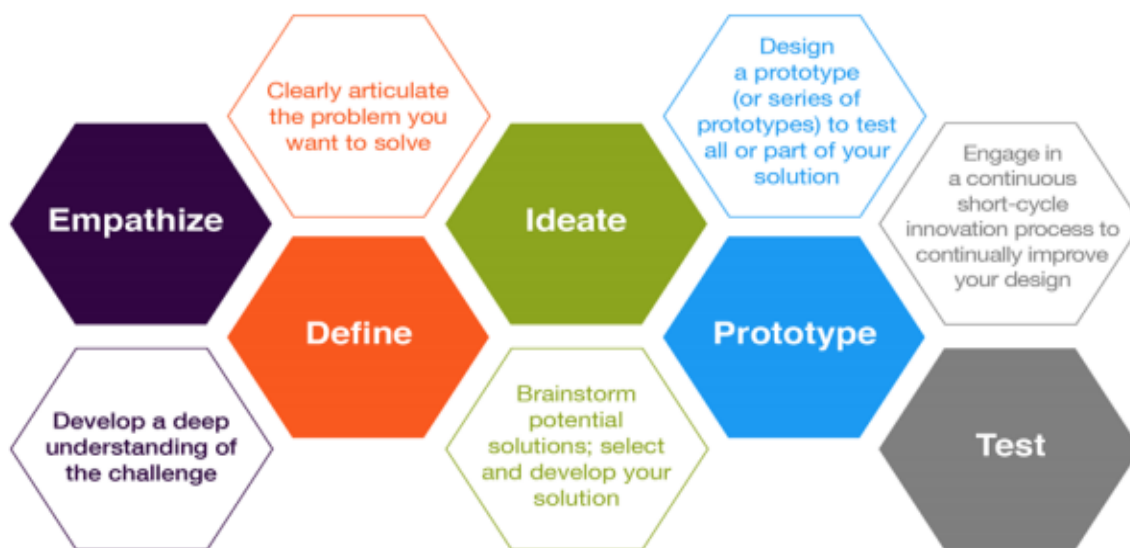 Empathize
Develop a deep
understanding of
the challenge
Clearly articulate
the problem you
want to solve
Define
Ideate
Brainstorm
potential
solutions; select
and develop your
solution
Design
a prototype
(or series of
prototypes) to test
all or part of your
solution
Prototype
Engage in
a continuous
short-cycle
innovation process to
continually improve
your design
Test